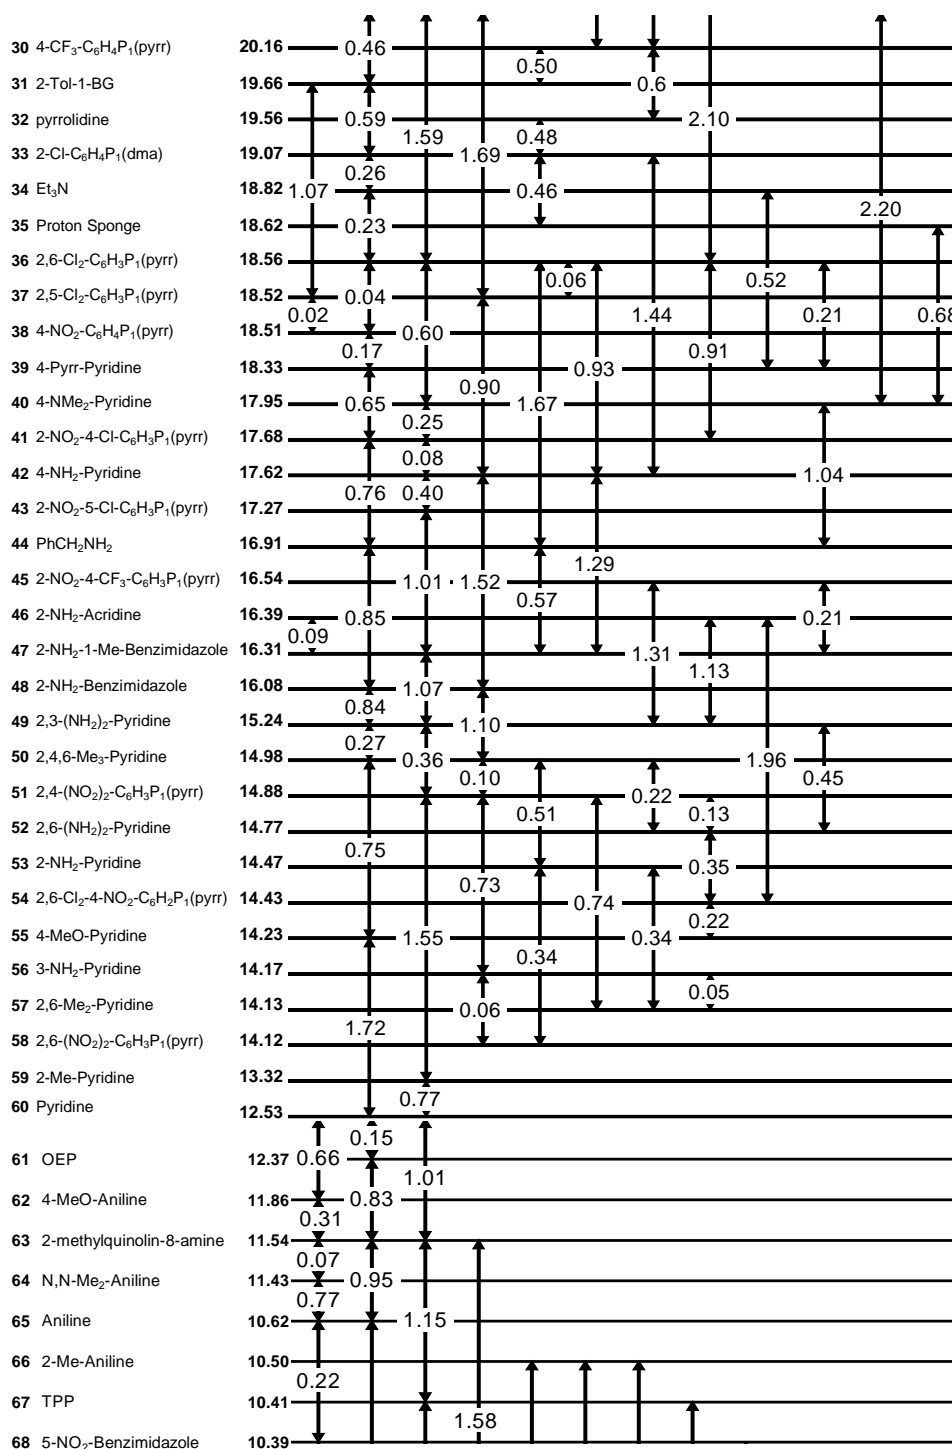 30 4-CF₃-C₆H₄P₁(pyrr) 20.16 0.46
0.50
31 2-Tol-1-BG 19.66 0.6
32 pyrrolidine 19.56 0.59 2.10
1.59 0.48
33 2-Cl-C₆H₄P₁(dma) 19.07 1.69
0.26
34 Et₃N 18.82 1.07 0.46
2.20
35 Proton Sponge 18.62 0.23
36 2,6-Cl₂-C₆H₃P₁(pyrr) 18.56
0.06 0.52
37 2,5-Cl₂-C₆H₃P₁(pyrr) 18.52 0.04
0.02 1.44 0.21 0.68
38 4-NO₂-C₆H₄P₁(pyrr) 18.51 0.60
0.17 0.91
39 4-Pyrr-Pyridine 18.33 0.93
0.90
40 4-NMe₂-Pyridine 17.95 0.65 1.67
0.25
41 2-NO₂-4-Cl-C₆H₃P₁(pyrr) 17.68
0.08
42 4-NH₂-Pyridine 17.62 1.04
0.76 0.40
43 2-NO₂-5-Cl-C₆H₃P₁(pyrr) 17.27
44 PhCH₂NH₂ 16.91
1.29
45 2-NO₂-4-CF₃-C₆H₃P₁(pyrr) 16.54 1.01 1.52
0.57
46 2-NH₂-Acridine 16.39 0.85 0.21
0.09
47 2-NH₂-1-Me-Benzimidazole 16.31 1.31
1.13
48 2-NH₂-Benzimidazole 16.08 1.07
0.84
49 2,3-(NH₂)₂-Pyridine 15.24 1.10
0.27
50 2,4,6-Me₃-Pyridine 14.98 0.36 1.96
0.10 0.45
51 2,4-(NO₂)₂-C₆H₃P₁(pyrr) 14.88 0.22
0.51 0.13
52 2,6-(NH₂)₂-Pyridine 14.77
0.75
53 2-NH₂-Pyridine 14.47 0.35
0.73
54 2,6-Cl₂-4-NO₂-C₆H₂P₁(pyrr) 14.43 0.74
0.22
55 4-MeO-Pyridine 14.23 1.55 0.34
0.34
56 3-NH₂-Pyridine 14.17
0.05
57 2,6-Me₂-Pyridine 14.13 0.06
1.72
58 2,6-(NO₂)₂-C₆H₃P₁(pyrr) 14.12
59 2-Me-Pyridine 13.32
0.77
60 Pyridine 12.53
0.15
61 OEP 12.37 0.66
1.01
62 4-MeO-Aniline 11.86 0.83
0.31
63 2-methylquinolin-8-amine 11.54
0.07
64 N,N-Me₂-Aniline 11.43 0.95
0.77
65 Aniline 10.62 1.15
66 2-Me-Aniline 10.50
0.22
67 TPP 10.41
1.58
68 5-NO₂-Benzimidazole 10.39